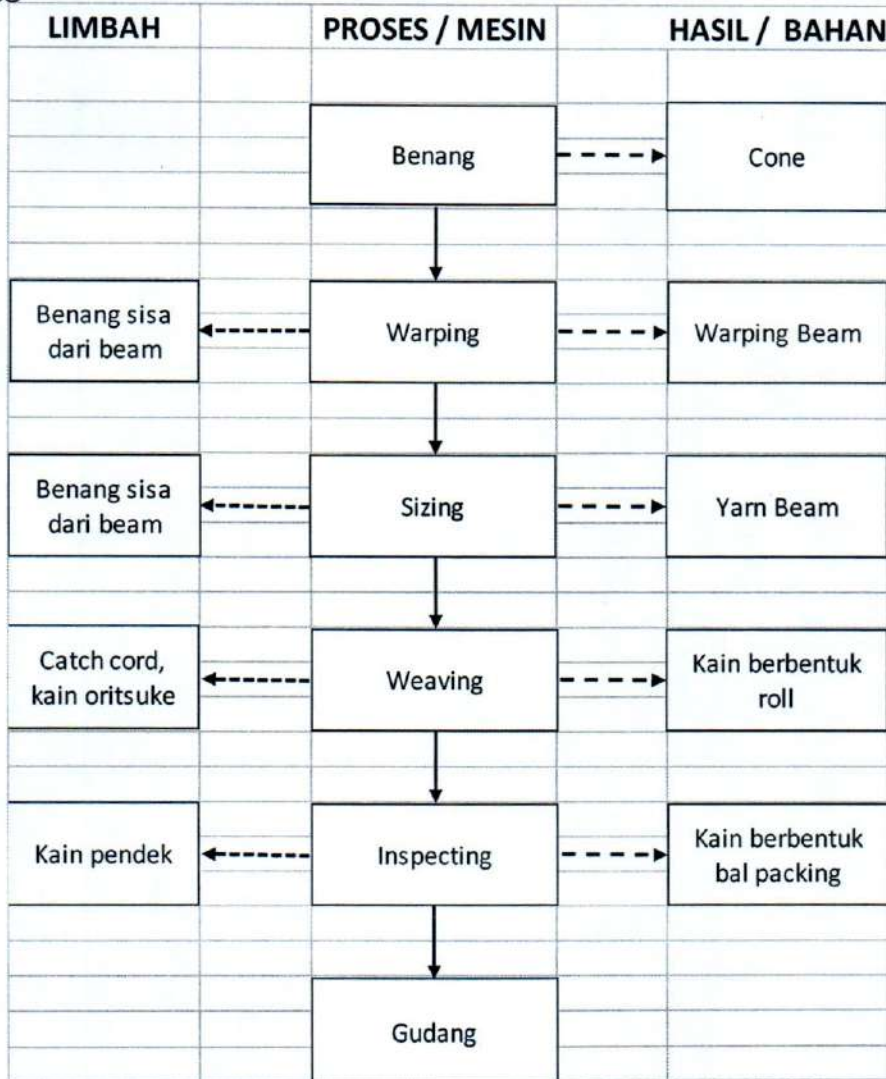 LIMBAH PROSES / MESIN HASIL / BAHAN
Benang Cone
Benang sisa
dari beam
Warping
Warping Beam
Benang sisa
dari beam
Sizing
Yarn Beam
Catch cord,
kain oritsuke
Weaving
Kain berbentuk
roll
Kain pendek
Inspecting
Kain berbentuk
bal packing
Gudang